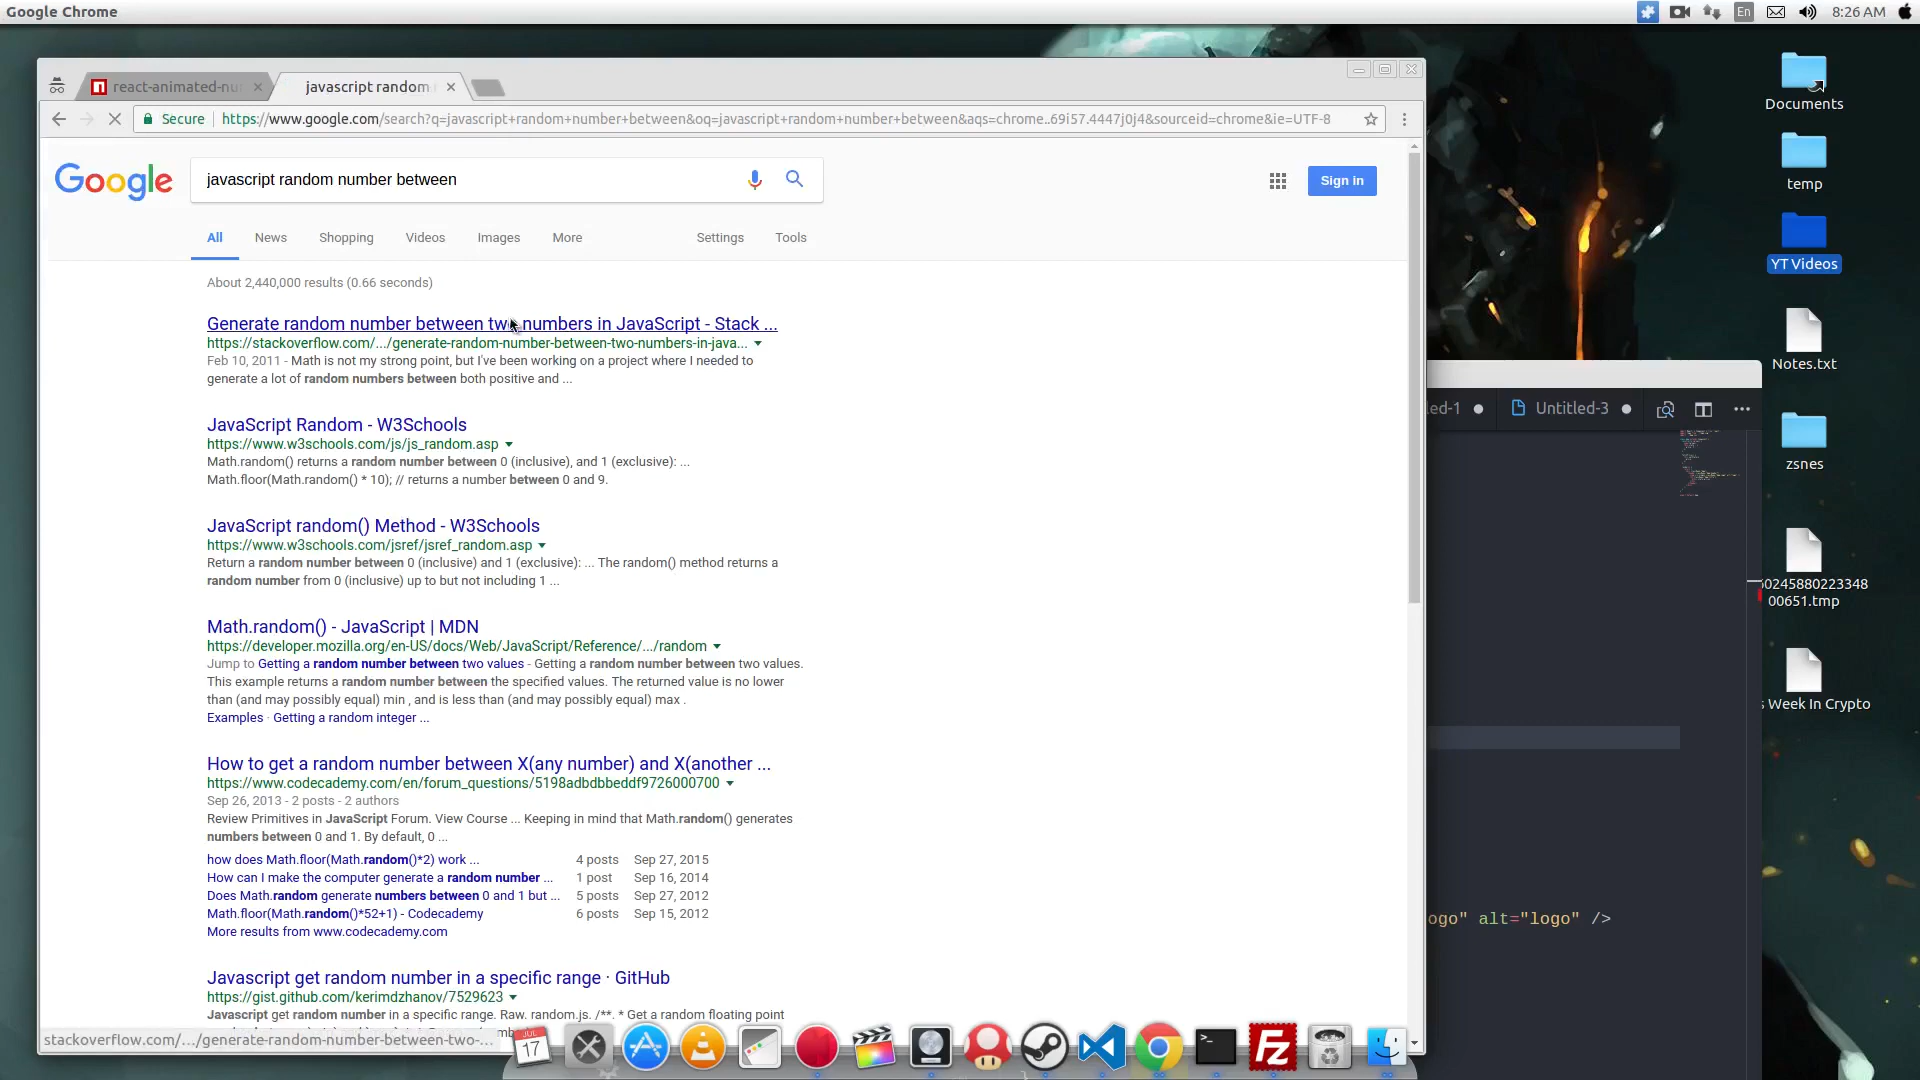 Google Chrome
En
8:26 AM
react-animated-nu
javascript random
Secure
https://www.google.com/search?q=javascript+random+number+between&oq=javascript+random+number+between&aqs=chrome..69i57.4447j0j4&sourceid=chrome&ie=UTF-8
Google
javascript random number between
Sign in
All
News
Shopping
Videos
Images
More
Settings
Tools
About 2,440,000 results (0.66 seconds)
Generate random number between two numbers in JavaScript - Stack ...
https://stackoverflow.com/.../generate-random-number-between-two-numbers-in-java...
Feb 10, 2011 - Math is not my strong point, but I've been working on a project where I needed to
generate a lot of random numbers between both positive and ...
JavaScript Random - W3Schools
https://www.w3schools.com/js/js_random.asp
Math.random() returns a random number between 0 (inclusive), and 1 (exclusive): ...
Math.floor(Math.random() * 10); // returns a number between 0 and 9.
JavaScript random() Method - W3Schools
https://www.w3schools.com/jsref/jsref_random.asp
Return a random number between 0 (inclusive) and 1 (exclusive): ... The random() method returns a
random number from 0 (inclusive) up to but not including 1 ...
Math.random() - JavaScript | MDN
https://developer.mozilla.org/en-US/docs/Web/JavaScript/Reference/.../random
Jump to Getting a random number between two values - Getting a random number between two values.
This example returns a random number between the specified values. The returned value is no lower
than (and may possibly equal) min , and is less than (and may possibly equal) max .
Examples · Getting a random integer ...
How to get a random number between X(any number) and X(another ...
https://www.codecademy.com/en/forum_questions/5198adbdbbeddf9726000700
Sep 26, 2013 - 2 posts - 2 authors
Review Primitives in JavaScript Forum. View Course ... Keeping in mind that Math.random() generates
numbers between 0 and 1. By default, 0 ...
how does Math.floor(Math.random()*2) work ... 4 posts Sep 27, 2015
How can I make the computer generate a random number ... 1 post Sep 16, 2014
Does Math.random generate numbers between 0 and 1 but ... 5 posts Sep 27, 2012
Math.floor(Math.random()*52+1) - Codecademy 6 posts Sep 15, 2012
More results from www.codecademy.com
Javascript get random number in a specific range · GitHub
https://gist.github.com/kerimdzhanov/7529623
Javascript get random number in a specific range. Raw. random.js. /**. * Get a random floating point
stackoverflow.com/.../generate-random-number-between-two-...
led-1
Untitled-3
ogo" alt="logo" />
Documents
temp
YT Videos
Notes.txt
zsnes
0245880223348
00651.tmp
s Week In Crypto
JUL
17